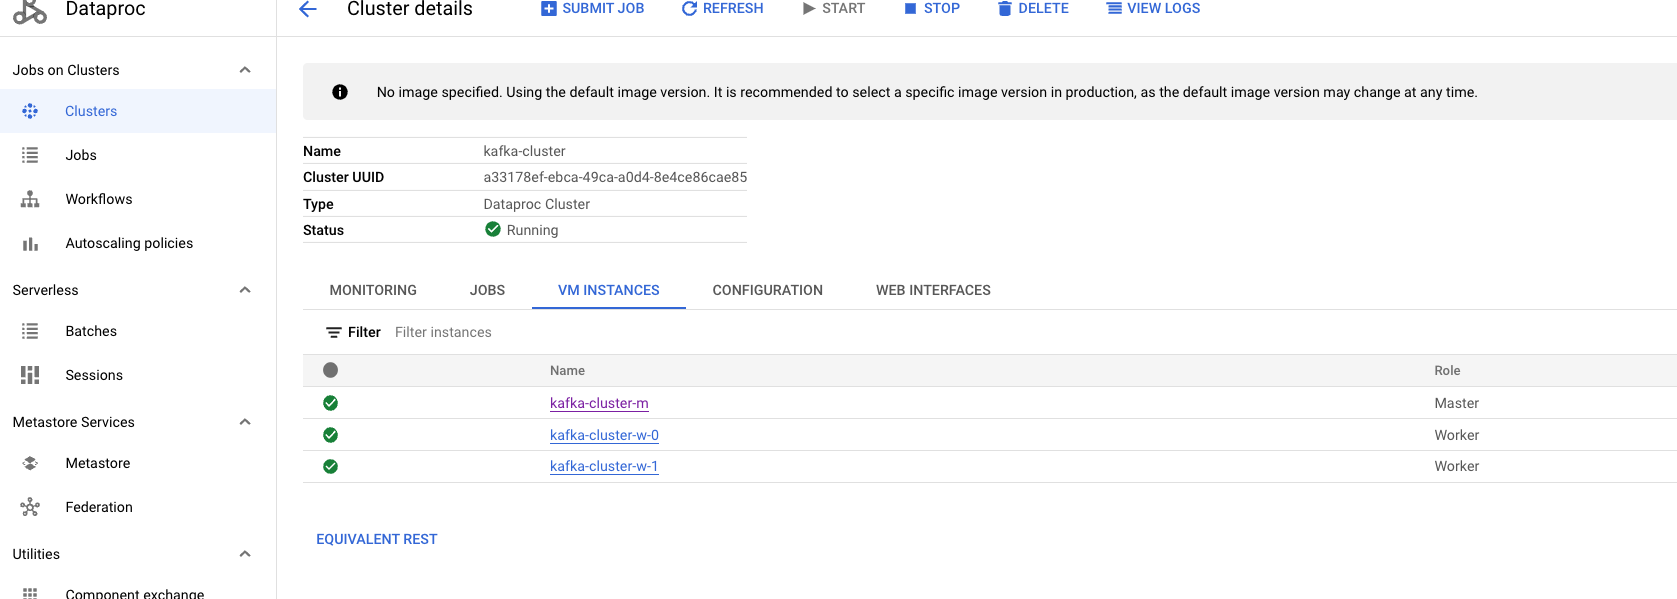 Dataproc
Cluster details
SUBMIT JOB
REFRESH
START
STOP
DELETE
VIEW LOGS
Jobs on Clusters
Clusters
Jobs
Workflows
Autoscaling policies
Serverless
Batches
Sessions
Metastore Services
Metastore
Federation
Utilities
Component exchange
No image specified. Using the default image version. It is recommended to select a specific image version in production, as the default image version may change at any time.
Name kafka-cluster
Cluster UUID a33178ef-ebca-49ca-a0d4-8e4ce86cae85
Type Dataproc Cluster
Status Running
MONITORING JOBS VM INSTANCES CONFIGURATION WEB INTERFACES
Filter Filter instances
Name Role
kafka-cluster-m Master
kafka-cluster-w-0 Worker
kafka-cluster-w-1 Worker
EQUIVALENT REST